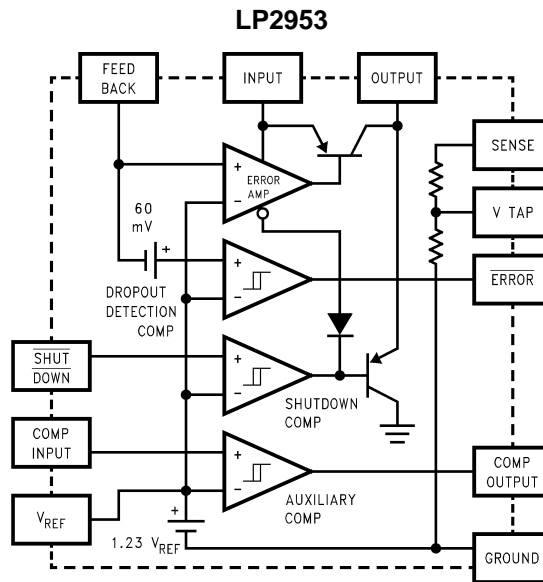 LP2953
FEED
BACK
INPUT
OUTPUT
SENSE
+
ERROR
AMP
−
V TAP
60
mV
+
+
−
DROPOUT
DETECTION
COMP
ERROR
SHUT
DOWN
+
−
SHUTDOWN
COMP
COMP
INPUT
+
−
AUXILIARY
COMP
COMP
OUTPUT
VREF
+
1.23 VREF
GROUND